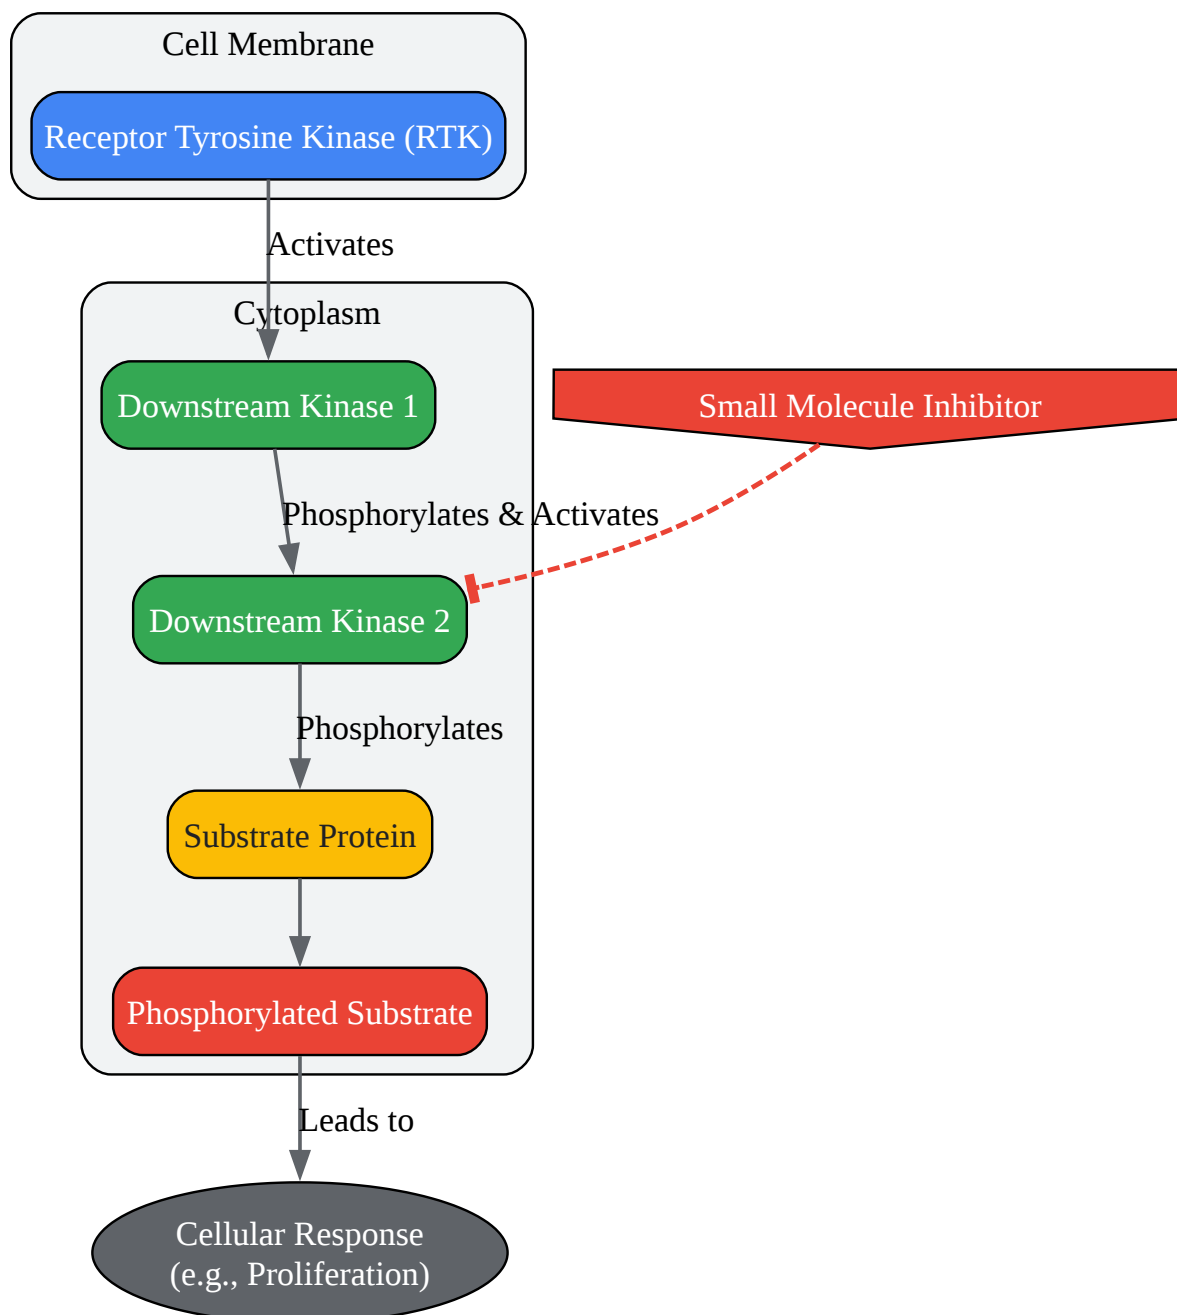 Cell Membrane
Receptor Tyrosine Kinase (RTK)
Activates
Cytoplasm
Downstream Kinase 1
Small Molecule Inhibitor
Phosphorylates & Activates
Downstream Kinase 2
Phosphorylates
Substrate Protein
Phosphorylated Substrate
Leads to
Cellular Response
(e.g., Proliferation)